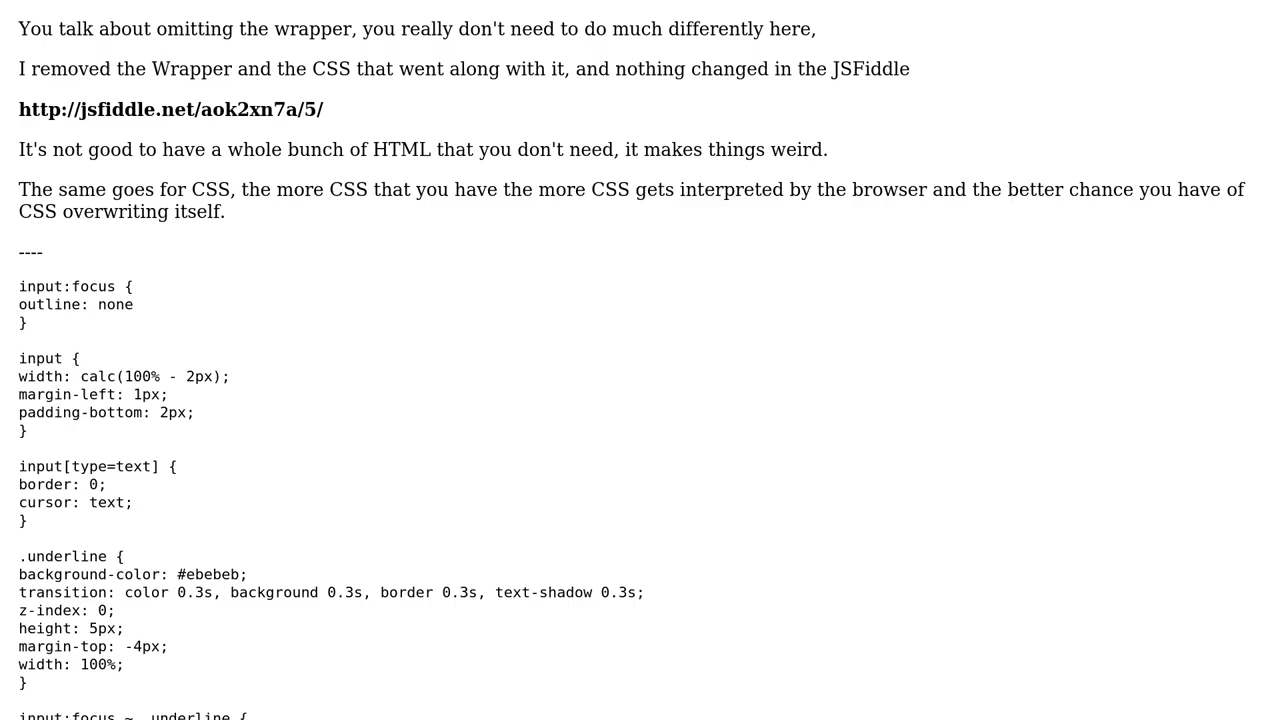 You talk about omitting the wrapper, you really don't need to do much differently here,
I removed the Wrapper and the CSS that went along with it, and nothing changed in the JSFiddle
http://jsfiddle.net/aok2xn7a/5/
It's not good to have a whole bunch of HTML that you don't need, it makes things weird.
The same goes for CSS, the more CSS that you have the more CSS gets interpreted by the browser and the better chance you have of
CSS overwriting itself.
----
input:focus {
outline: none
}
input {
width: calc(100% - 2px);
margin-left: 1px;
padding-bottom: 2px;
}
input[type=text] {
border: 0;
cursor: text;
}
.underline {
background-color: #ebebeb;
transition: color 0.3s, background 0.3s, border 0.3s, text-shadow 0.3s;
z-index: 0;
height: 5px;
margin-top: -4px;
width: 100%;
}
input:focus ~ .underline {